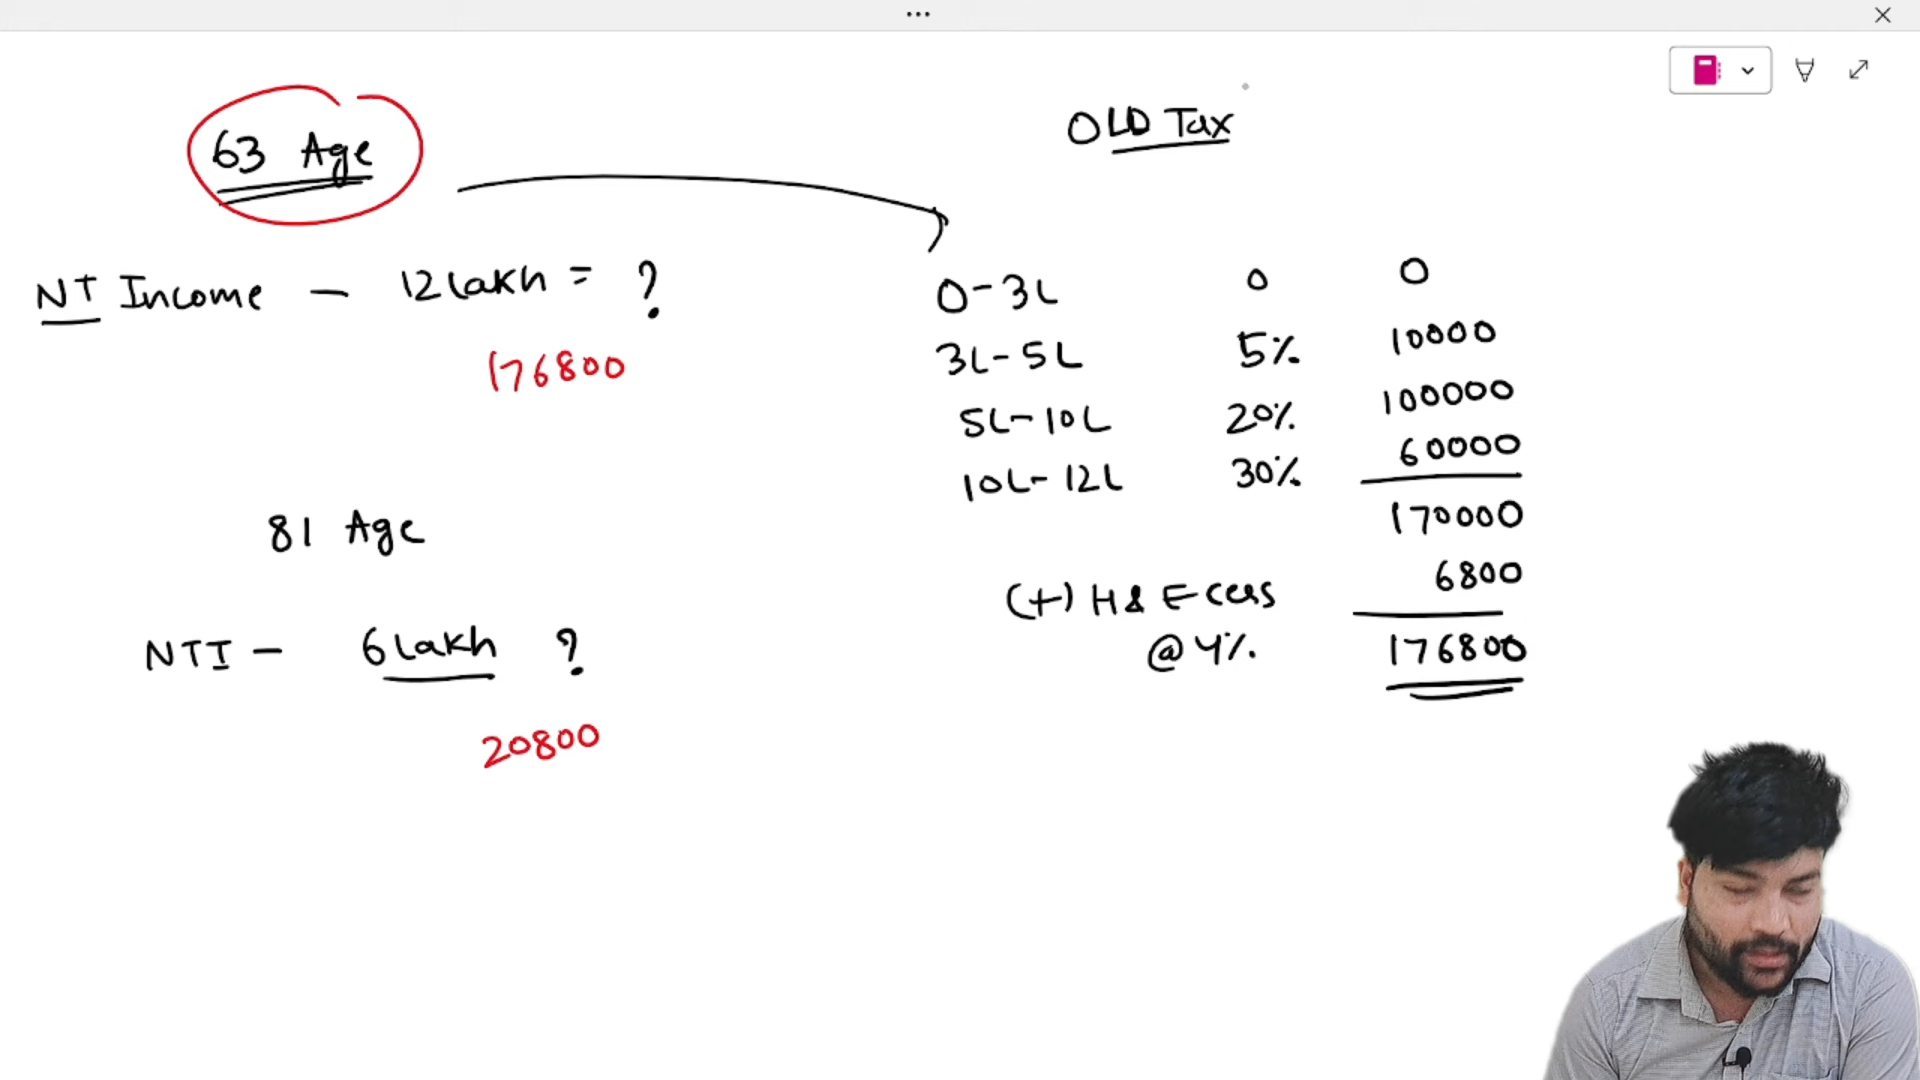 63 Age
NT Income - 12 Lakh = ?
176800
81 Age
NTI - 6 Lakh ?
20800
OLD Tax
0-3L 0 0
3L-5L 5% 10000
5L-10L 20% 100000
10L-12L 30% 60000
170000
(+) H & E cess 6800
@ 4% 176800